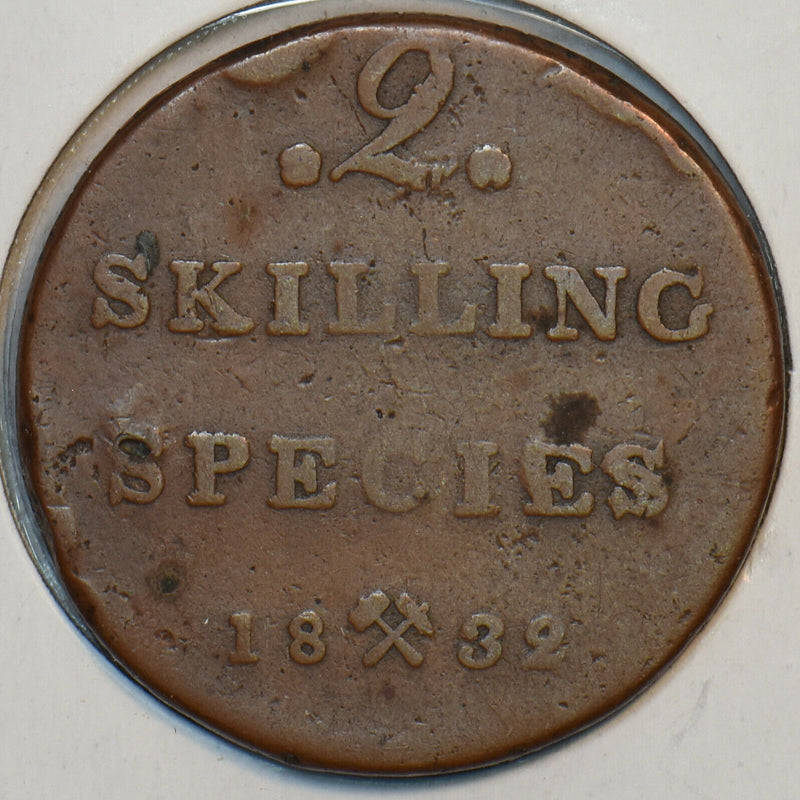 .2.
SKILLING
SPECIES
18 32